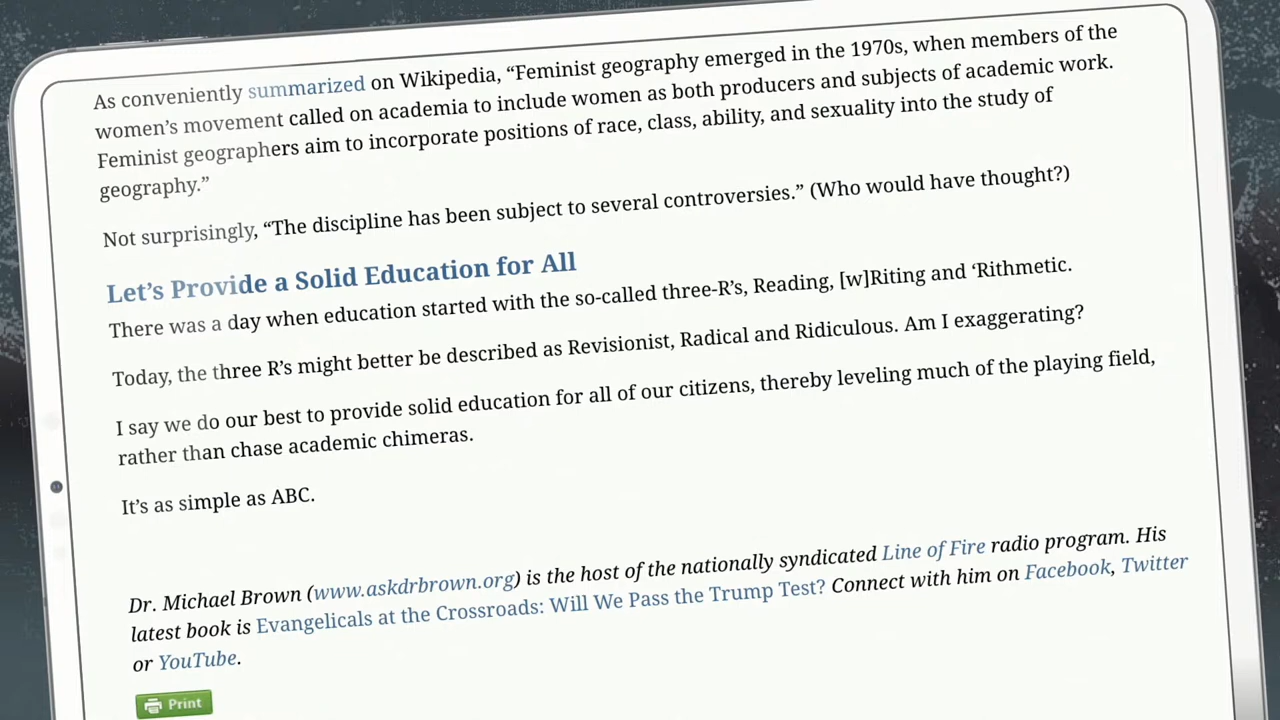 As conveniently summarized on Wikipedia, “Feminist geography emerged in the 1970s, when members of the
women’s movement called on academia to include women as both producers and subjects of academic work.
Feminist geographers aim to incorporate positions of race, class, ability, and sexuality into the study of
geography.”
Not surprisingly, “The discipline has been subject to several controversies.” (Who would have thought?)
Let’s Provide a Solid Education for All
There was a day when education started with the so-called three-R’s, Reading, [w]Riting and ‘Rithmetic.
Today, the three R’s might better be described as Revisionist, Radical and Ridiculous. Am I exaggerating?
I say we do our best to provide solid education for all of our citizens, thereby leveling much of the playing field,
rather than chase academic chimeras.
It’s as simple as ABC.
Dr. Michael Brown (www.askdrbrown.org) is the host of the nationally syndicated Line of Fire radio program. His
latest book is Evangelicals at the Crossroads: Will We Pass the Trump Test? Connect with him on Facebook, Twitter
or YouTube.
Print